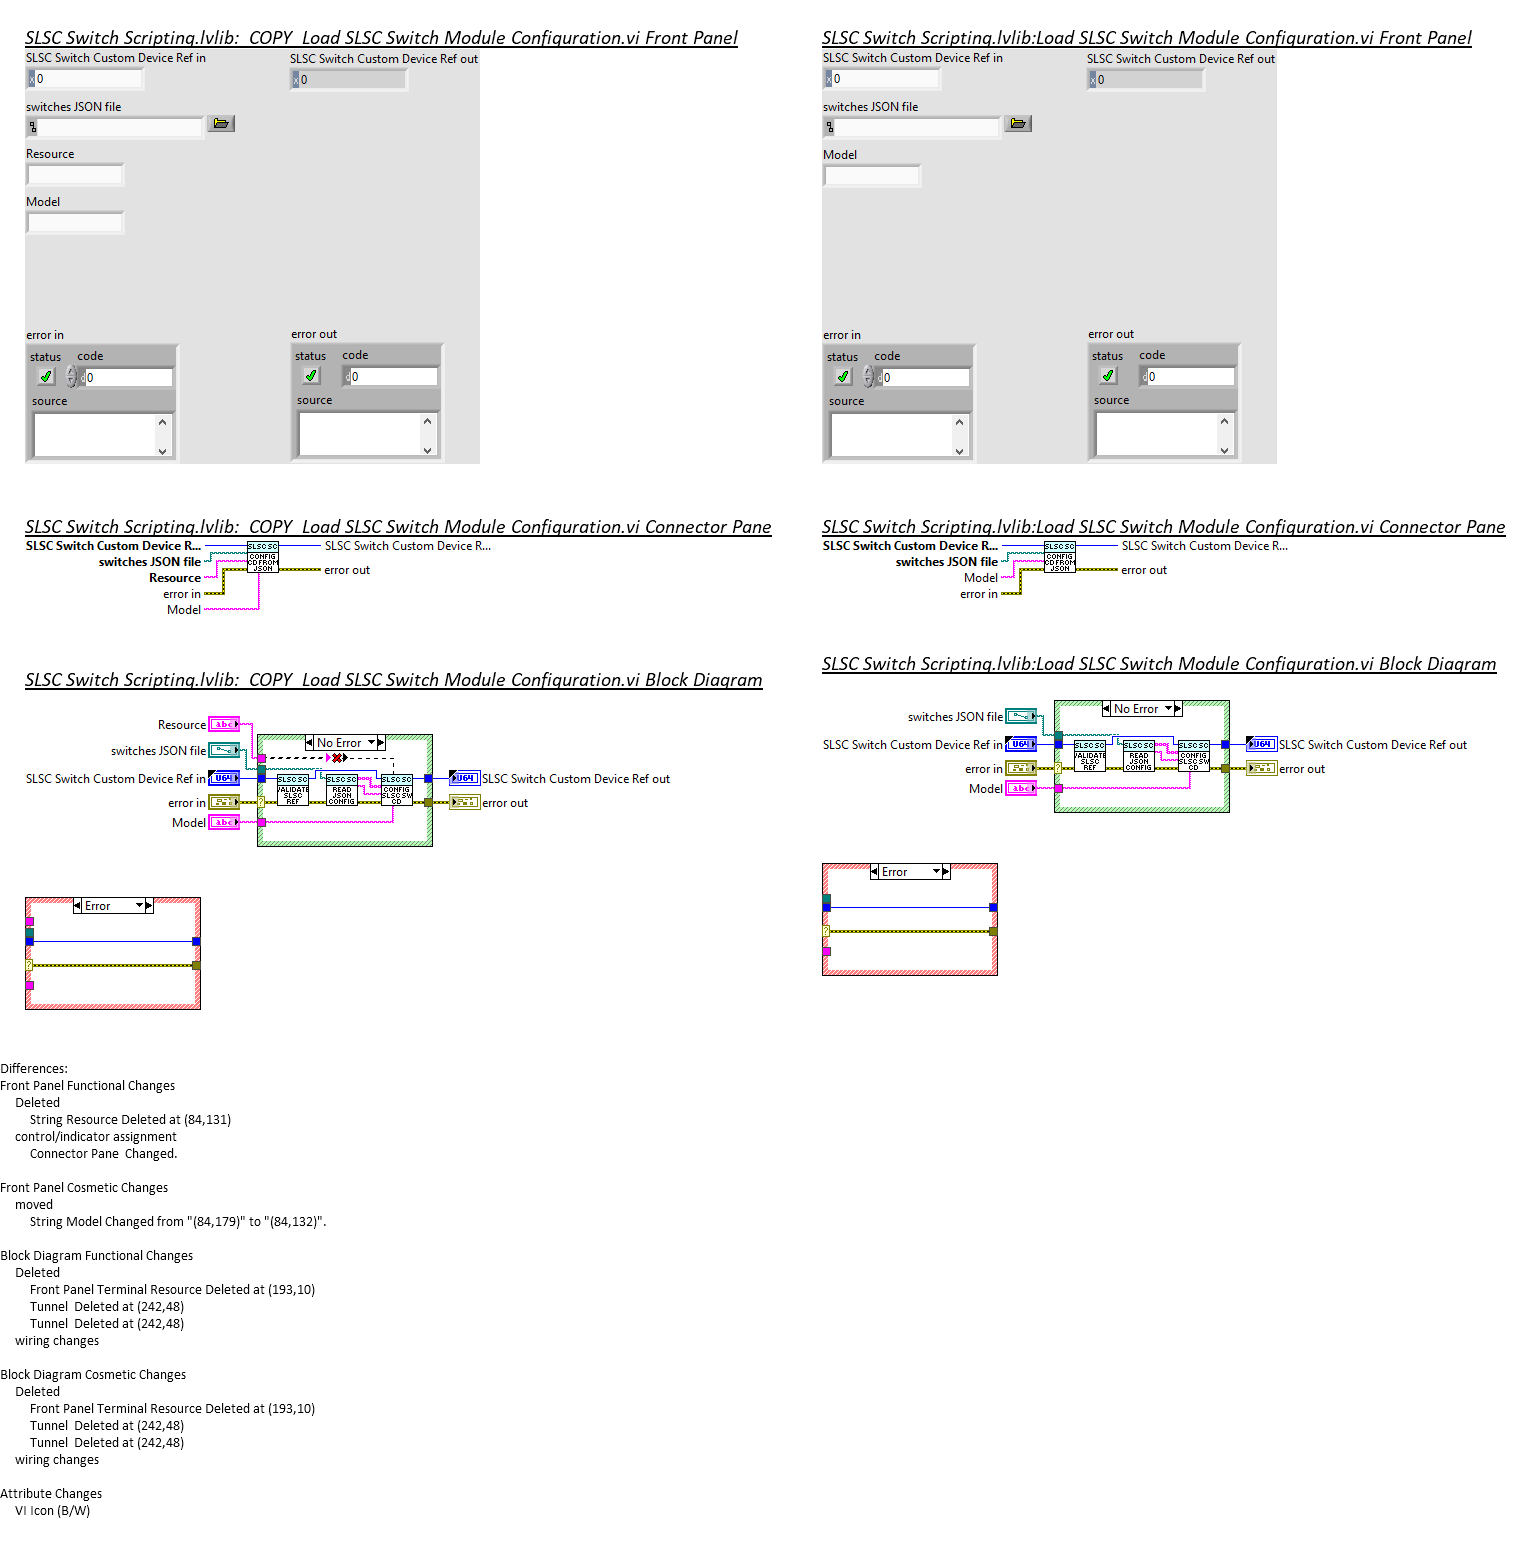 SLSC Switch Scripting.lvlib:  COPY  Load SLSC Switch Module Configuration.vi Front Panel
SLSC Switch Custom Device Ref in
SLSC Switch Custom Device Ref out
x 0
x 0
switches JSON file
Resource
Model
error in
error out
status code
status code
d 0
d 0
source
source
SLSC Switch Scripting.lvlib:Load SLSC Switch Module Configuration.vi Front Panel
SLSC Switch Custom Device Ref in
SLSC Switch Custom Device Ref out
x 0
x 0
switches JSON file
Model
error in
error out
status code
status code
d 0
d 0
source
source
SLSC Switch Scripting.lvlib:  COPY  Load SLSC Switch Module Configuration.vi Connector Pane
SLSC Switch Custom Device R...
SLSC SC
CONFIG
CD FROM
JSON
SLSC Switch Custom Device R...
switches JSON file
Resource
error out
error in
Model
SLSC Switch Scripting.lvlib:Load SLSC Switch Module Configuration.vi Connector Pane
SLSC Switch Custom Device R...
SLSC SC
CONFIG
CD FROM
JSON
SLSC Switch Custom Device R...
switches JSON file
Model
error out
error in
SLSC Switch Scripting.lvlib:  COPY  Load SLSC Switch Module Configuration.vi Block Diagram
Resource
abc
No Error
switches JSON file
SLSC Switch Custom Device Ref in
U64
U64
SLSC Switch Custom Device Ref out
SLSC SC
VALIDATE
SLSC
REF
SLSC SC
READ
JSON
CONFIG
SLSC SC
CONFIG
SLSC SW
CD
error in
?
error out
Model
abc
Error
?
SLSC Switch Scripting.lvlib:Load SLSC Switch Module Configuration.vi Block Diagram
No Error
switches JSON file
SLSC Switch Custom Device Ref in
U64
U64
SLSC Switch Custom Device Ref out
SLSC SC
VALIDATE
SLSC
REF
SLSC SC
READ
JSON
CONFIG
SLSC SC
CONFIG
SLSC SW
CD
error in
?
error out
Model
abc
Error
?
Differences:
Front Panel Functional Changes
Deleted
String Resource Deleted at (84,131)
control/indicator assignment
Connector Pane  Changed.
Front Panel Cosmetic Changes
moved
String Model Changed from "(84,179)" to "(84,132)".
Block Diagram Functional Changes
Deleted
Front Panel Terminal Resource Deleted at (193,10)
Tunnel  Deleted at (242,48)
Tunnel  Deleted at (242,48)
wiring changes
Block Diagram Cosmetic Changes
Deleted
Front Panel Terminal Resource Deleted at (193,10)
Tunnel  Deleted at (242,48)
Tunnel  Deleted at (242,48)
wiring changes
Attribute Changes
VI Icon (B/W)